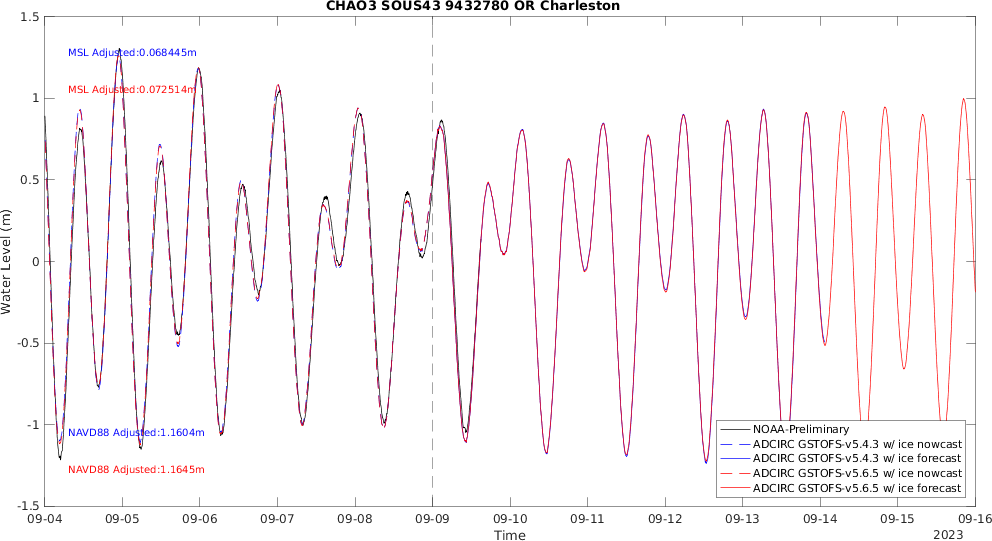 CHAO3 SOUS43 9432780 OR Charleston
1.5
1
0.5
0
-0.5
-1
-1.5
Water Level (m)
MSL Adjusted:0.068445m
MSL Adjusted:0.072514m
NAVD88 Adjusted:1.1604m
NAVD88 Adjusted:1.1645m
NOAA-Preliminary
ADCIRC GSTOFS-v5.4.3 w/ ice nowcast
ADCIRC GSTOFS-v5.4.3 w/ ice forecast
ADCIRC GSTOFS-v5.6.5 w/ ice nowcast
ADCIRC GSTOFS-v5.6.5 w/ ice forecast
09-04 09-05 09-06 09-07 09-08 09-09 09-10 09-11 09-12 09-13 09-14 09-15 09-16
Time
2023